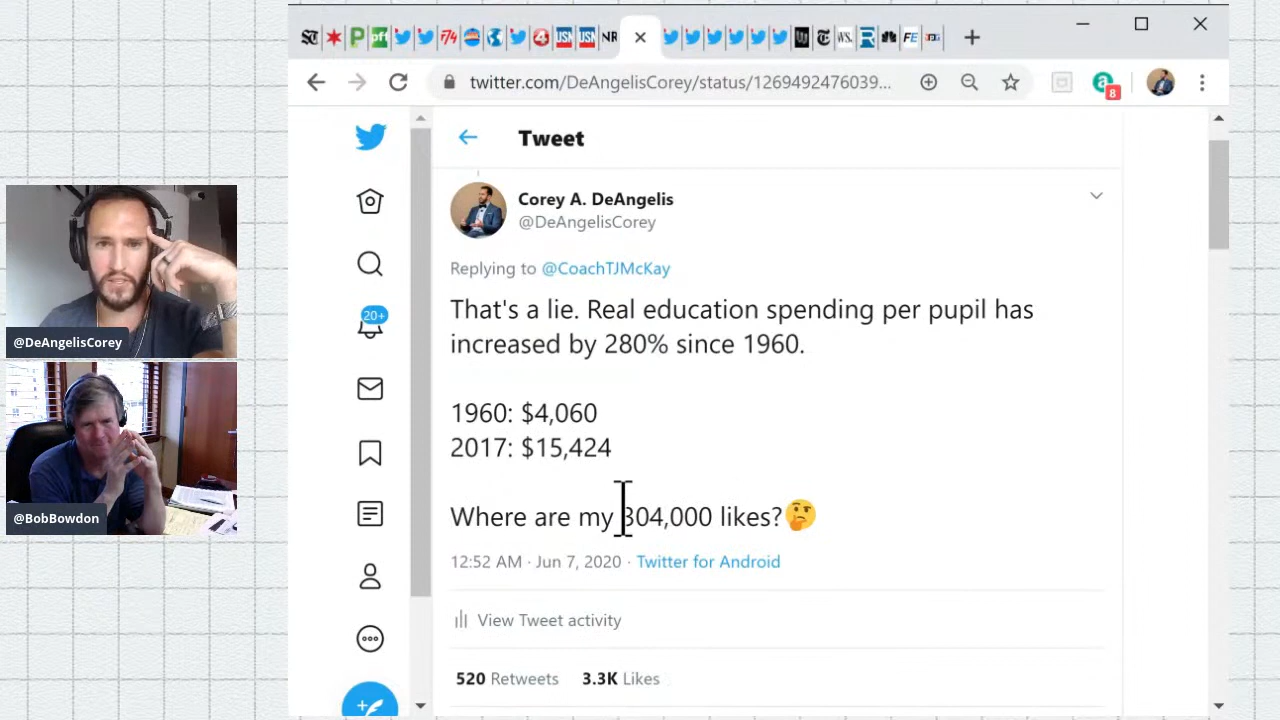 twitter.com/DeAngelisCorey/status/1269492476039...
8
Tweet
Corey A. DeAngelis
@DeAngelisCorey
Replying to @CoachTJMcKay
That's a lie. Real education spending per pupil has
increased by 280% since 1960.
1960: $4,060
2017: $15,424
Where are my 304,000 likes?🤔
12:52 AM · Jun 7, 2020 · Twitter for Android
View Tweet activity
520 Retweets 3.3K Likes
20+
@DeAngelisCorey
@BobBowdon